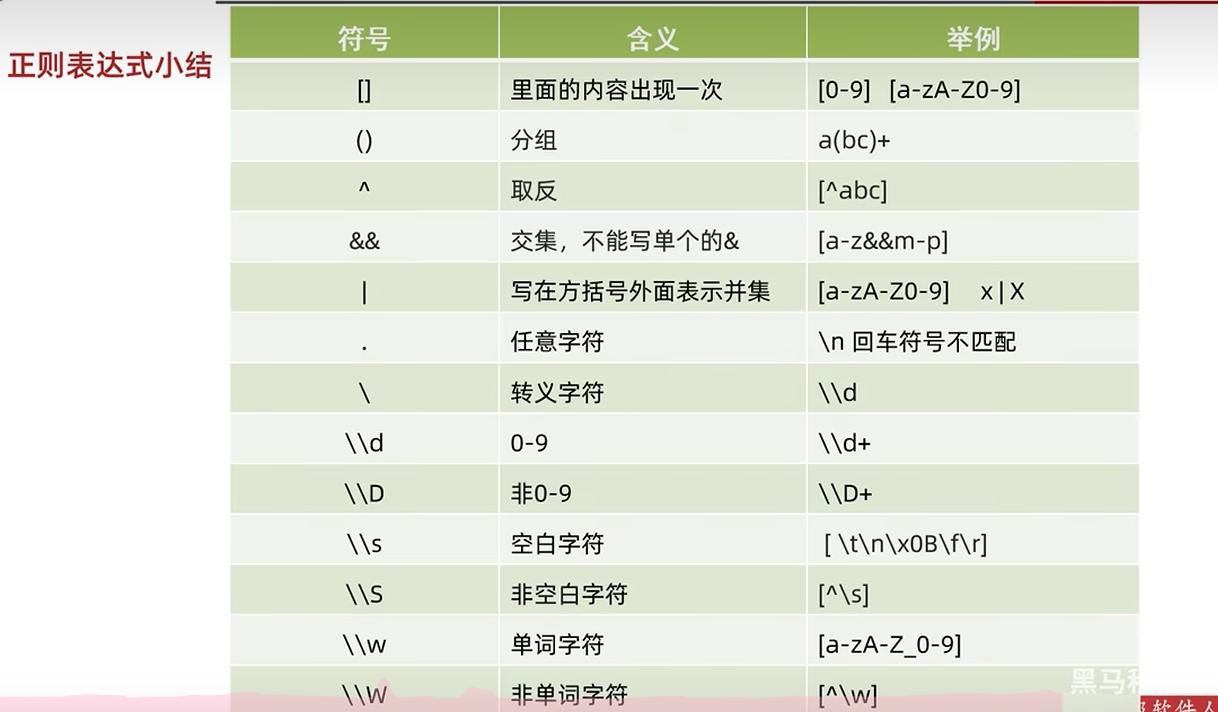 正则表达式小结
符号 含义 举例
[] 里面的内容出现一次 [0-9] [a-zA-Z0-9]
() 分组 a(bc)+
^ 取反 [^abc]
&& 交集，不能写单个的& [a-z&&m-p]
| 写在方括号外面表示并集 [a-zA-Z0-9] x|X
. 任意字符 \n 回车符号不匹配
\ 转义字符 \\d
\\d 0-9 \\d+
\\D 非0-9 \\D+
\\s 空白字符 [ \t\n\x0B\f\r]
\\S 非空白字符 [^\s]
\\w 单词字符 [a-zA-Z_0-9]
\\W 非单词字符 [^\w]
黑马
软件人